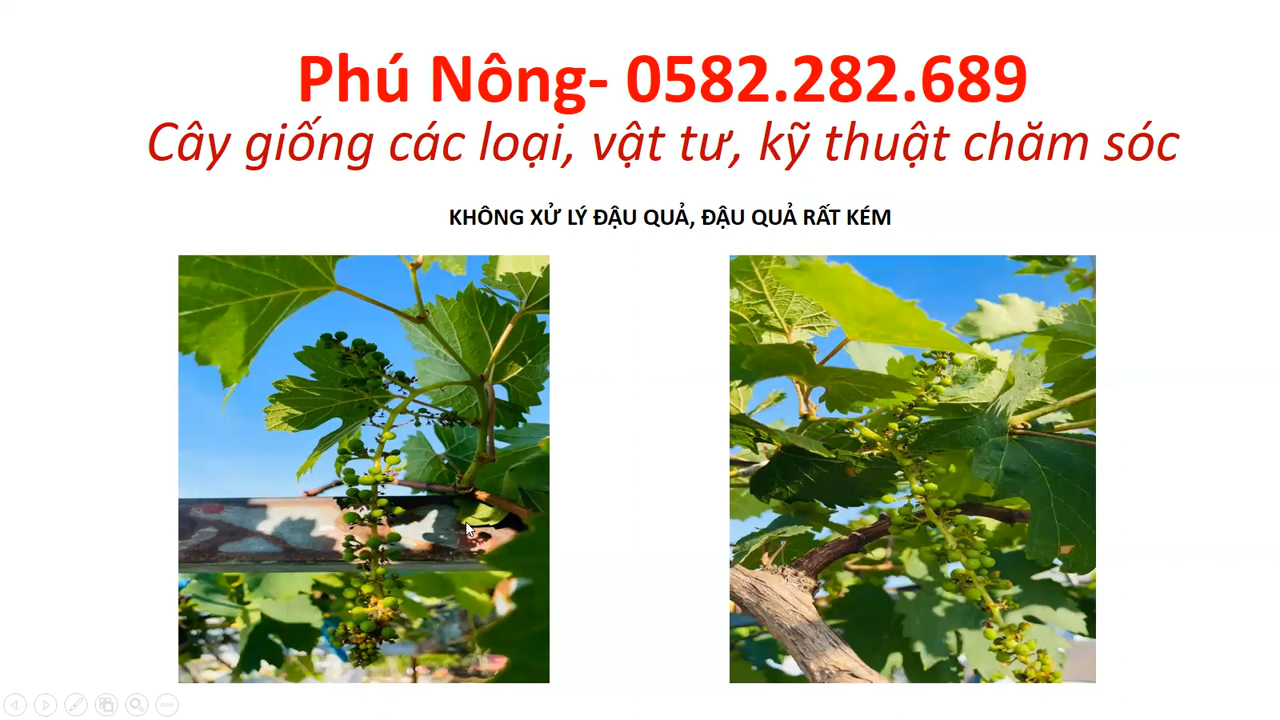 Phú Nông- 0582.282.689
Cây giống các loại, vật tư, kỹ thuật chăm sóc
KHÔNG XỬ LÝ ĐẬU QUẢ, ĐẬU QUẢ RẤT KÉM